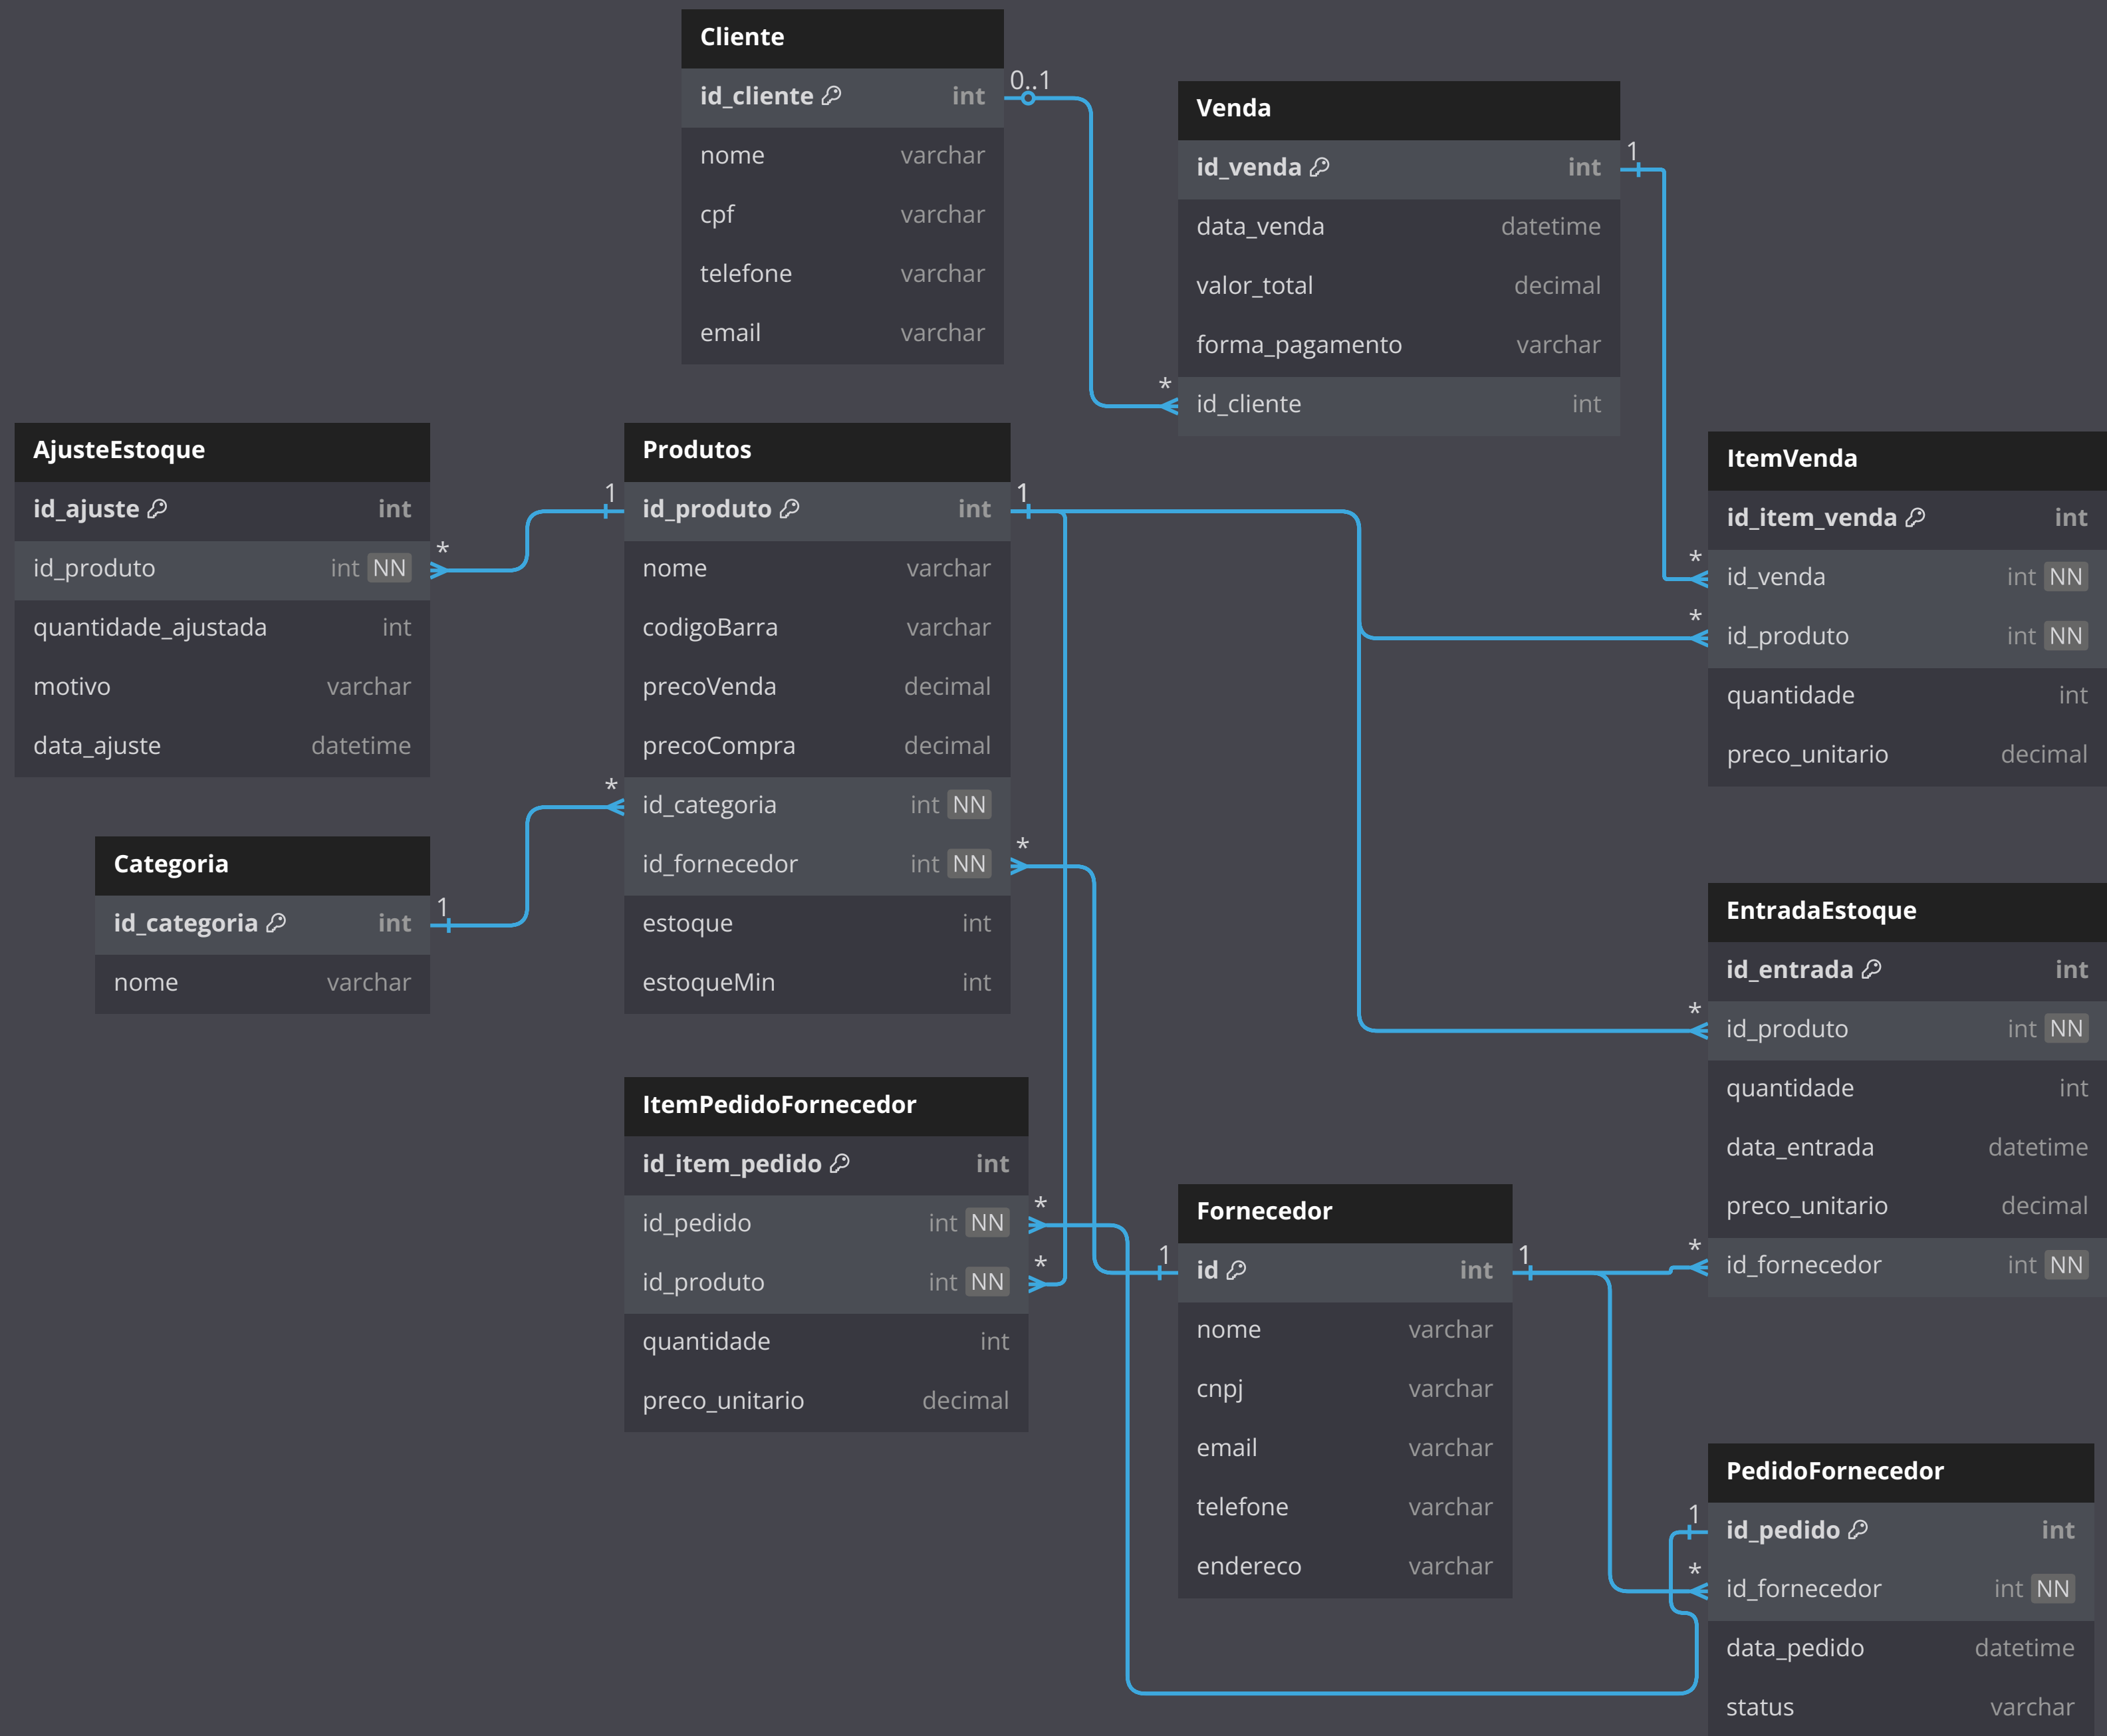 Cliente
id_cliente int
nome varchar
cpf varchar
telefone varchar
email varchar
0..1
*
Venda
id_venda int
data_venda datetime
valor_total decimal
forma_pagamento varchar
id_cliente int
1
AjusteEstoque
id_ajuste int
id_produto int NN
quantidade_ajustada int
motivo varchar
data_ajuste datetime
*
1
Produtos
id_produto int
nome varchar
codigoBarra varchar
precoVenda decimal
precoCompra decimal
id_categoria int NN
id_fornecedor int NN
estoque int
estoqueMin int
1
*
*
ItemVenda
id_item_venda int
id_venda int NN
id_produto int NN
quantidade int
preco_unitario decimal
*
*
Categoria
id_categoria int
nome varchar
1
EntradaEstoque
id_entrada int
id_produto int NN
quantidade int
data_entrada datetime
preco_unitario decimal
id_fornecedor int NN
*
*
ItemPedidoFornecedor
id_item_pedido int
id_pedido int NN
id_produto int NN
quantidade int
preco_unitario decimal
*
*
Fornecedor
id int
nome varchar
cnpj varchar
email varchar
telefone varchar
endereco varchar
1
1
PedidoFornecedor
id_pedido int
id_fornecedor int NN
data_pedido datetime
status varchar
1
*